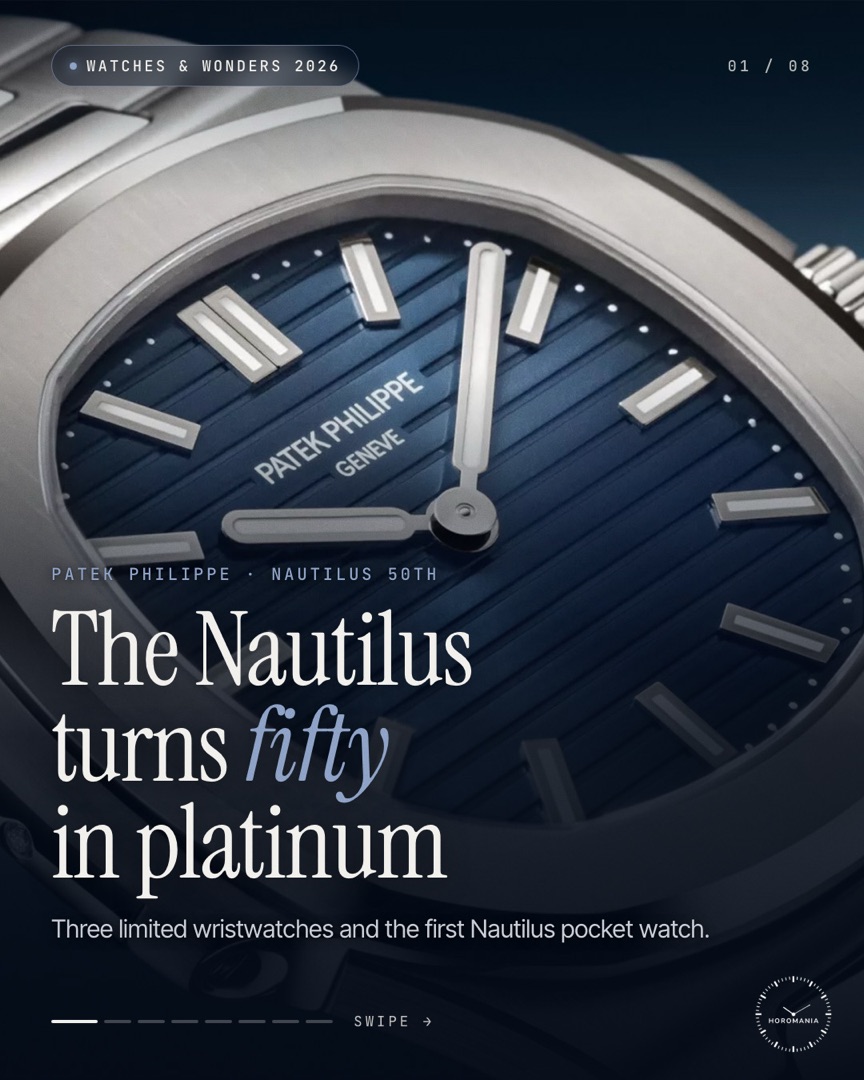 WATCHES & WONDERS 2026
01 / 08
PATEK PHILIPPE
GENEVE
PATEK PHILIPPE · NAUTILUS 50TH
The Nautilus
turns fifty
in platinum
Three limited wristwatches and the first Nautilus pocket watch.
SWIPE →
HOROMANIA